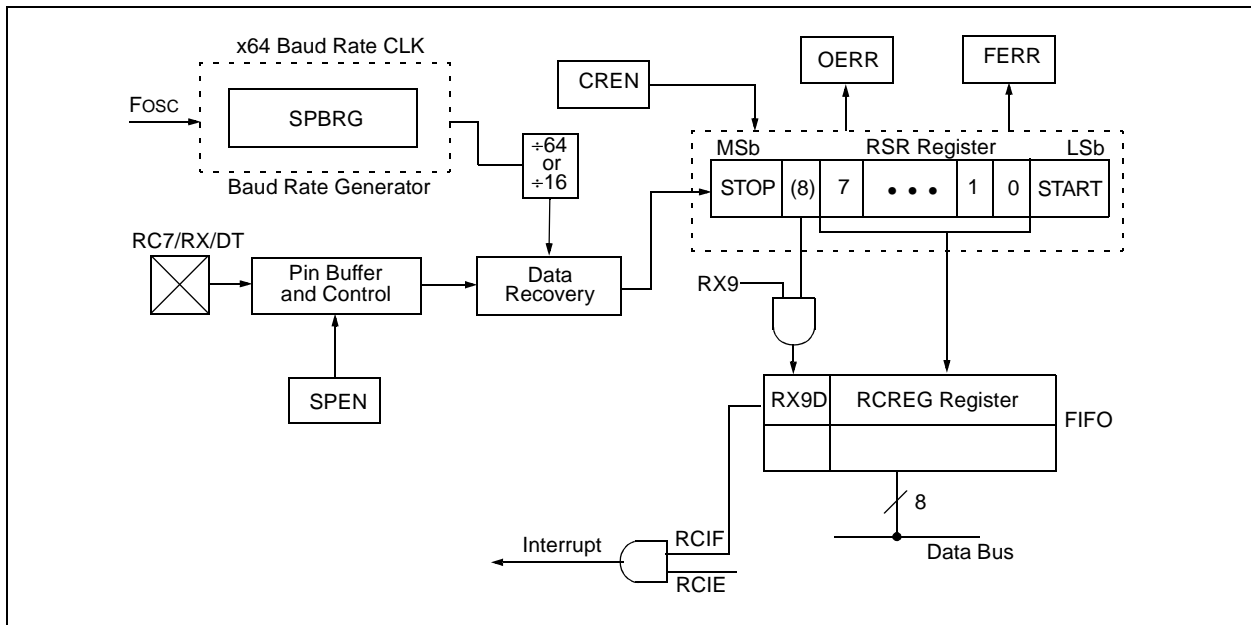 x64 Baud Rate CLK
FOSC
SPBRG
Baud Rate Generator
CREN
OERR
FERR
÷64
or
÷16
MSb
RSR Register
LSb
STOP
(8)
7
• • •
1
0
START
RC7/RX/DT
Pin Buffer
and Control
Data
Recovery
RX9
SPEN
RX9D
RCREG Register
FIFO
8
Interrupt
RCIF
RCIE
Data Bus